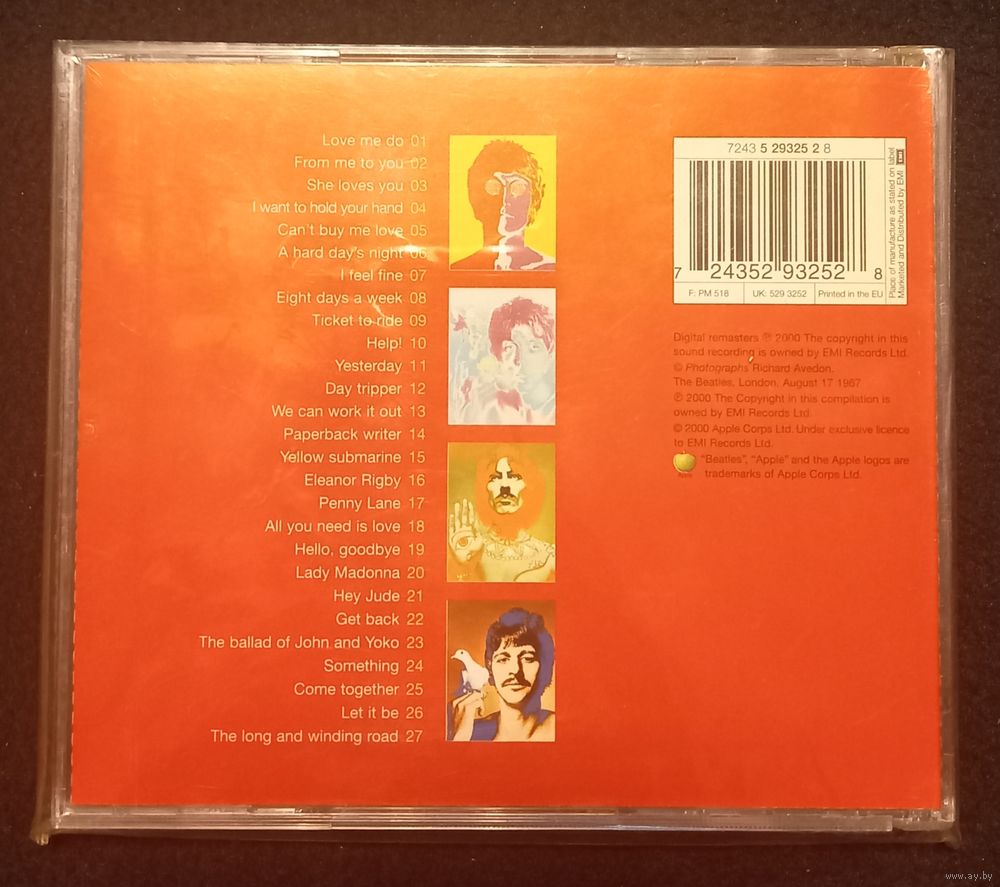 Love me do 01
From me to you 02
She loves you 03
I want to hold your hand 04
Can't buy me love 05
A hard day's night 06
I feel fine 07
Eight days a week 08
Ticket to ride 09
Help! 10
Yesterday 11
Day tripper 12
We can work it out 13
Paperback writer 14
Yellow submarine 15
Eleanor Rigby 16
Penny Lane 17
All you need is love 18
Hello, goodbye 19
Lady Madonna 20
Hey Jude 21
Get back 22
The ballad of John and Yoko 23
Something 24
Come together 25
Let it be 26
The long and winding road 27
7243 5 29325 2 8
7 24352 93252 8
F: PM 518 UK: 529 3252 Printed in the EU
Place of manufacture as stated on label
Marketed and Distributed by EMI EMI
Digital remasters ℗ 2000 The copyright in this
sound recording is owned by EMI Records Ltd.
© Photographs Richard Avedon.
The Beatles, London, August 17 1967
℗ 2000 The Copyright in this compilation is
owned by EMI Records Ltd.
© 2000 Apple Corps Ltd. Under exclusive licence
to EMI Records Ltd.
"Beatles", "Apple" and the Apple logos are
trademarks of Apple Corps Ltd.
Apple
www.ay.by